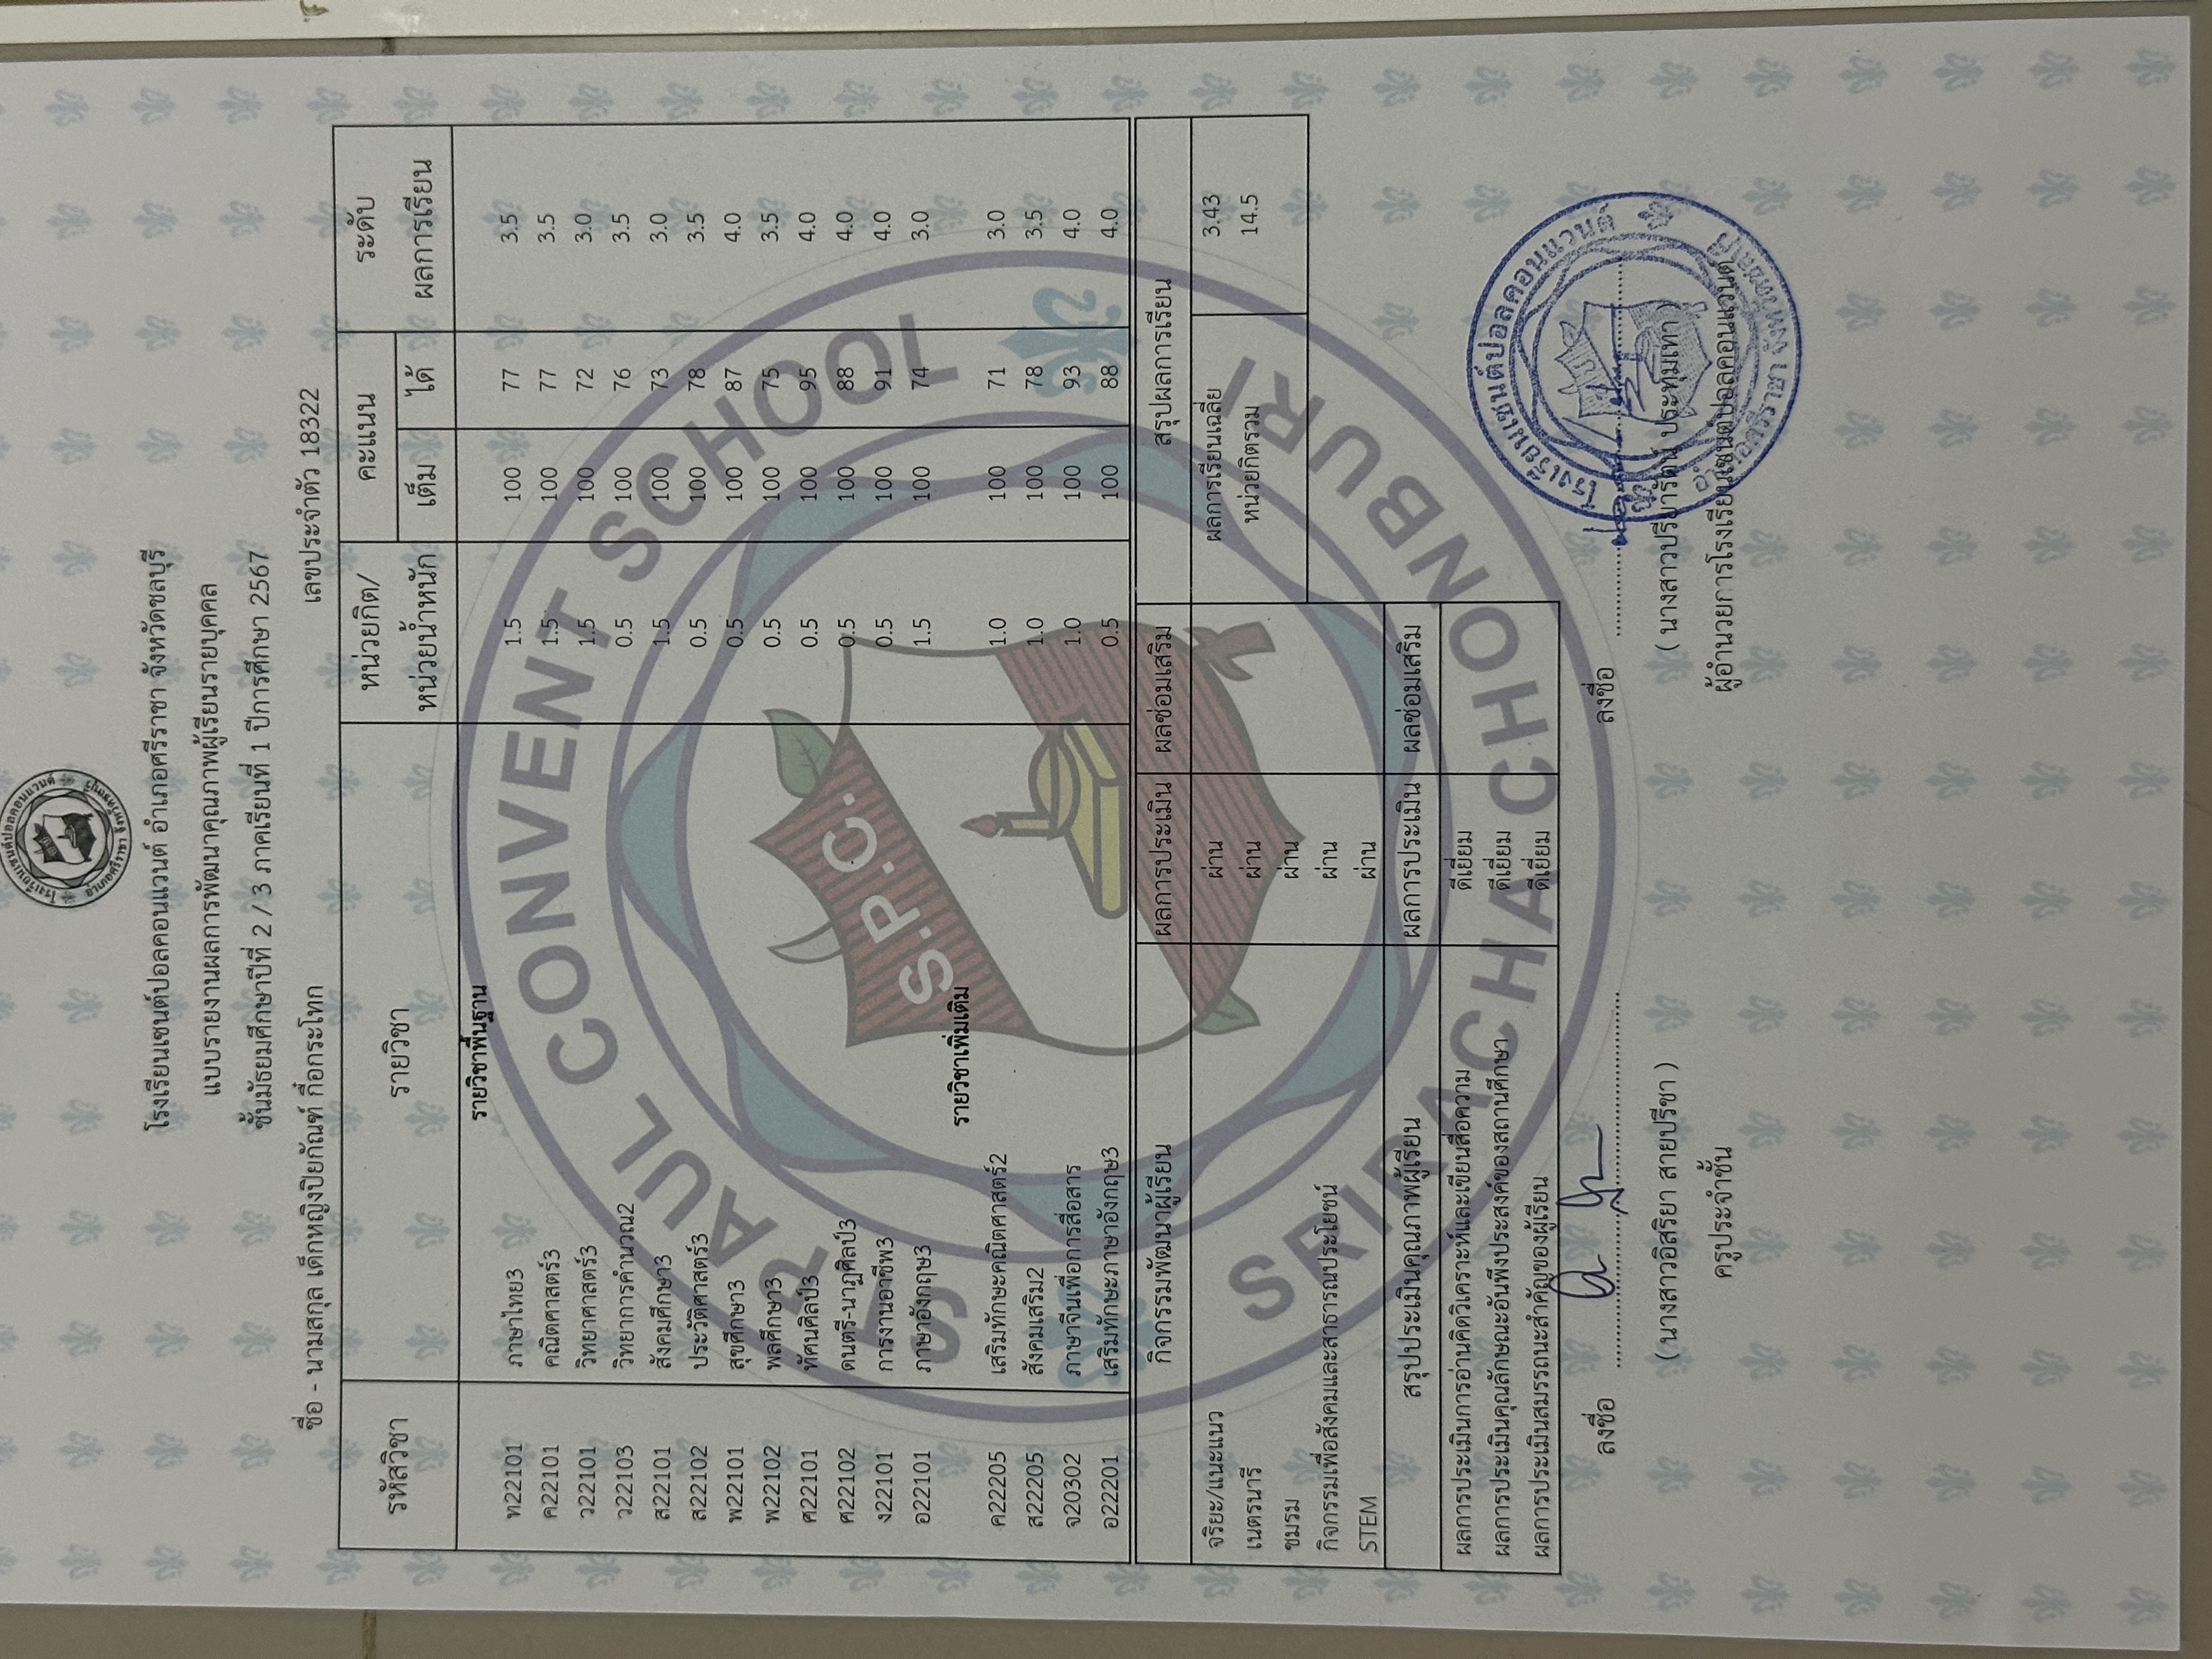 โรงเรียนเซนต์ปอลคอนแวนต์ อำเภอศรีราชา จังหวัดชลบุรี
แบบรายงานผลการพัฒนาคุณภาพผู้เรียนรายบุคคล
ชั้นมัธยมศึกษาปีที่ 2 / 3 ภาคเรียนที่ 1 ปีการศึกษา 2567
ชื่อ - นามสกุล เด็กหญิงปิยกัณฑ์ กือกระโทก เลขประจำตัว 18322
รหัสวิชา รายวิชา หน่วยกิต/ หน่วยน้ำหนัก คะแนน เต็ม ได้ ระดับ ผลการเรียน
รายวิชาพื้นฐาน
ท22101 ภาษาไทย3 1.5 100 77 3.5
ค22101 คณิตศาสตร์3 1.5 100 77 3.5
ว22101 วิทยาศาสตร์3 1.5 100 72 3.0
ว22103 วิทยาการคำนวณ2 0.5 100 76 3.5
ส22101 สังคมศึกษา3 1.5 100 73 3.0
ส22102 ประวัติศาสตร์3 0.5 100 78 3.5
พ22101 สุขศึกษา3 0.5 100 87 4.0
พ22102 พลศึกษา3 0.5 100 75 3.5
ศ22101 ทัศนศิลป์3 0.5 100 95 4.0
ศ22102 ดนตรี-นาฏศิลป์3 0.5 100 88 4.0
ง22101 การงานอาชีพ3 0.5 100 91 4.0
อ22101 ภาษาอังกฤษ3 1.5 100 74 3.0
รายวิชาเพิ่มเติม
ค22205 เสริมทักษะคณิตศาสตร์2 1.0 100 71 3.0
ส22205 สังคมเสริม2 1.0 100 78 3.5
จ20302 ภาษาจีนเพื่อการสื่อสาร 1.0 100 93 4.0
อ22201 เสริมทักษะภาษาอังกฤษ3 0.5 100 88 4.0
กิจกรรมพัฒนาผู้เรียน ผลการประเมิน ผลซ่อมเสริม สรุปผลการเรียน
จริยะ/แนะแนว ผ่าน ผลการเรียนเฉลี่ย 3.43
เนตรนารี ผ่าน หน่วยกิตรวม 14.5
ชมรม ผ่าน
กิจกรรมเพื่อสังคมและสาธารณประโยชน์ ผ่าน
STEM ผ่าน
สรุปประเมินคุณภาพผู้เรียน ผลการประเมิน ผลซ่อมเสริม
ผลการประเมินการอ่านคิดวิเคราะห์และเขียนสื่อความ ดีเยี่ยม
ผลการประเมินคุณลักษณะอันพึงประสงค์ของสถานศึกษา ดีเยี่ยม
ผลการประเมินสมรรถนะสำคัญของผู้เรียน ดีเยี่ยม
ลงชื่อ ลงชื่อ
( นางสาวอิสริยา สายปรีชา ) ( นางสาวปรียารัตน์ ประทุมเทา )
ครูประจำชั้น ผู้อำนวยการโรงเรียนเซนต์ปอลคอนแวนต์
โรงเรียนเซนต์ปอลคอนแวนต์
อำเภอศรีราชา จังหวัดชลบุรี
ST. PAUL CONVENT SCHOOL
S.P.C.
SRIRACHA CHONBURI